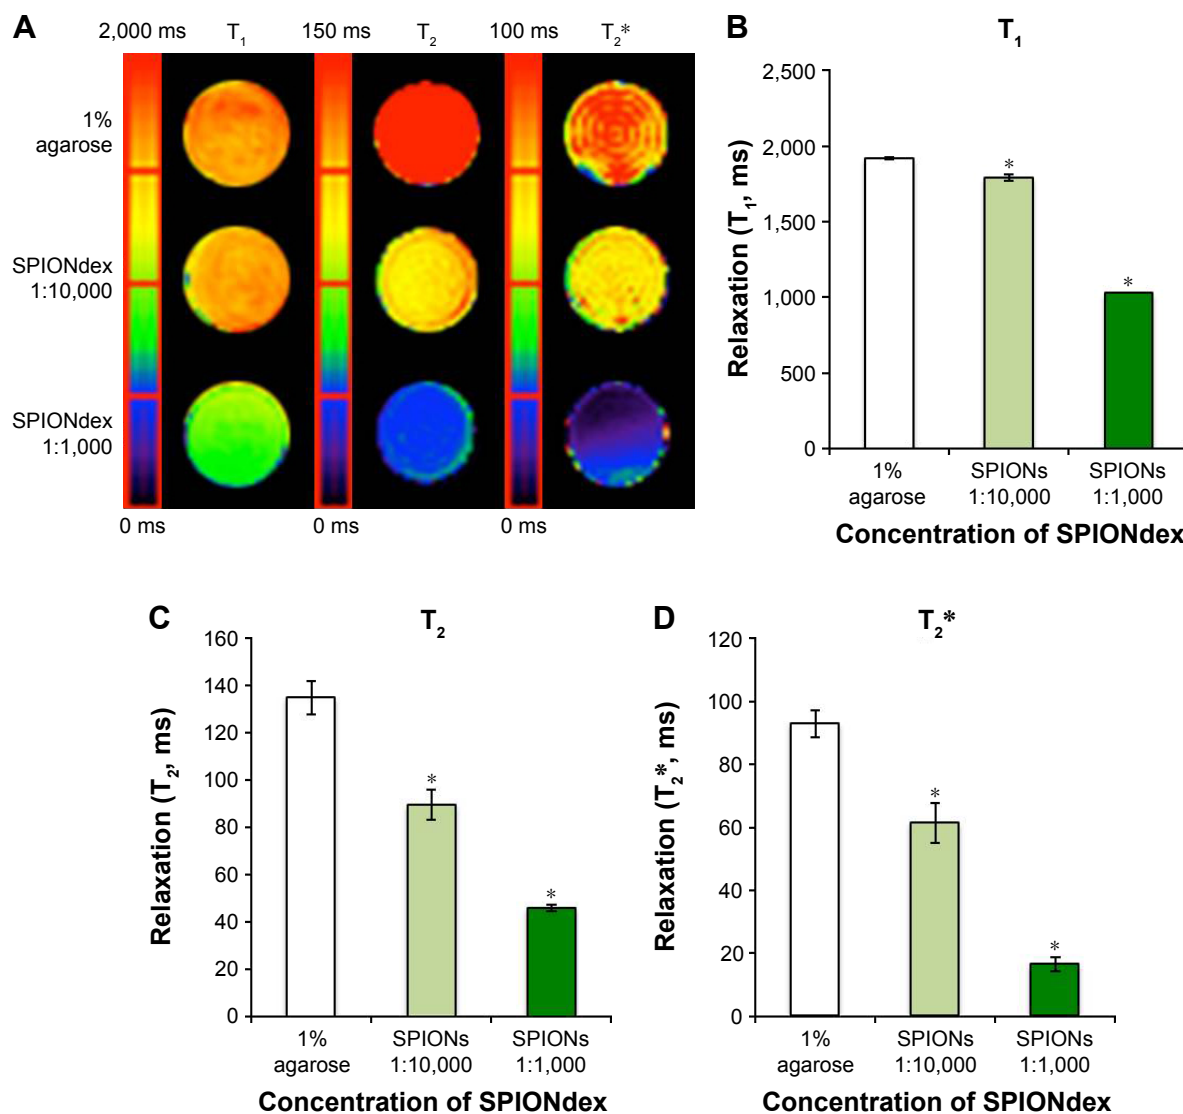 A
2,000 ms T1 150 ms T2 100 ms T2*
1%
agarose
SPIONdex
1:10,000
SPIONdex
1:1,000
0 ms 0 ms 0 ms
B
T1
Relaxation (T1, ms)
2,500
2,000
1,500
1,000
500
0
*
*
1%
agarose
SPIONs
1:10,000
SPIONs
1:1,000
Concentration of SPIONdex
C
T2
Relaxation (T2, ms)
160
140
120
100
80
60
40
20
0
*
*
1%
agarose
SPIONs
1:10,000
SPIONs
1:1,000
Concentration of SPIONdex
D
T2*
Relaxation (T2*, ms)
120
100
80
60
40
20
0
*
*
1%
agarose
SPIONs
1:10,000
SPIONs
1:1,000
Concentration of SPIONdex